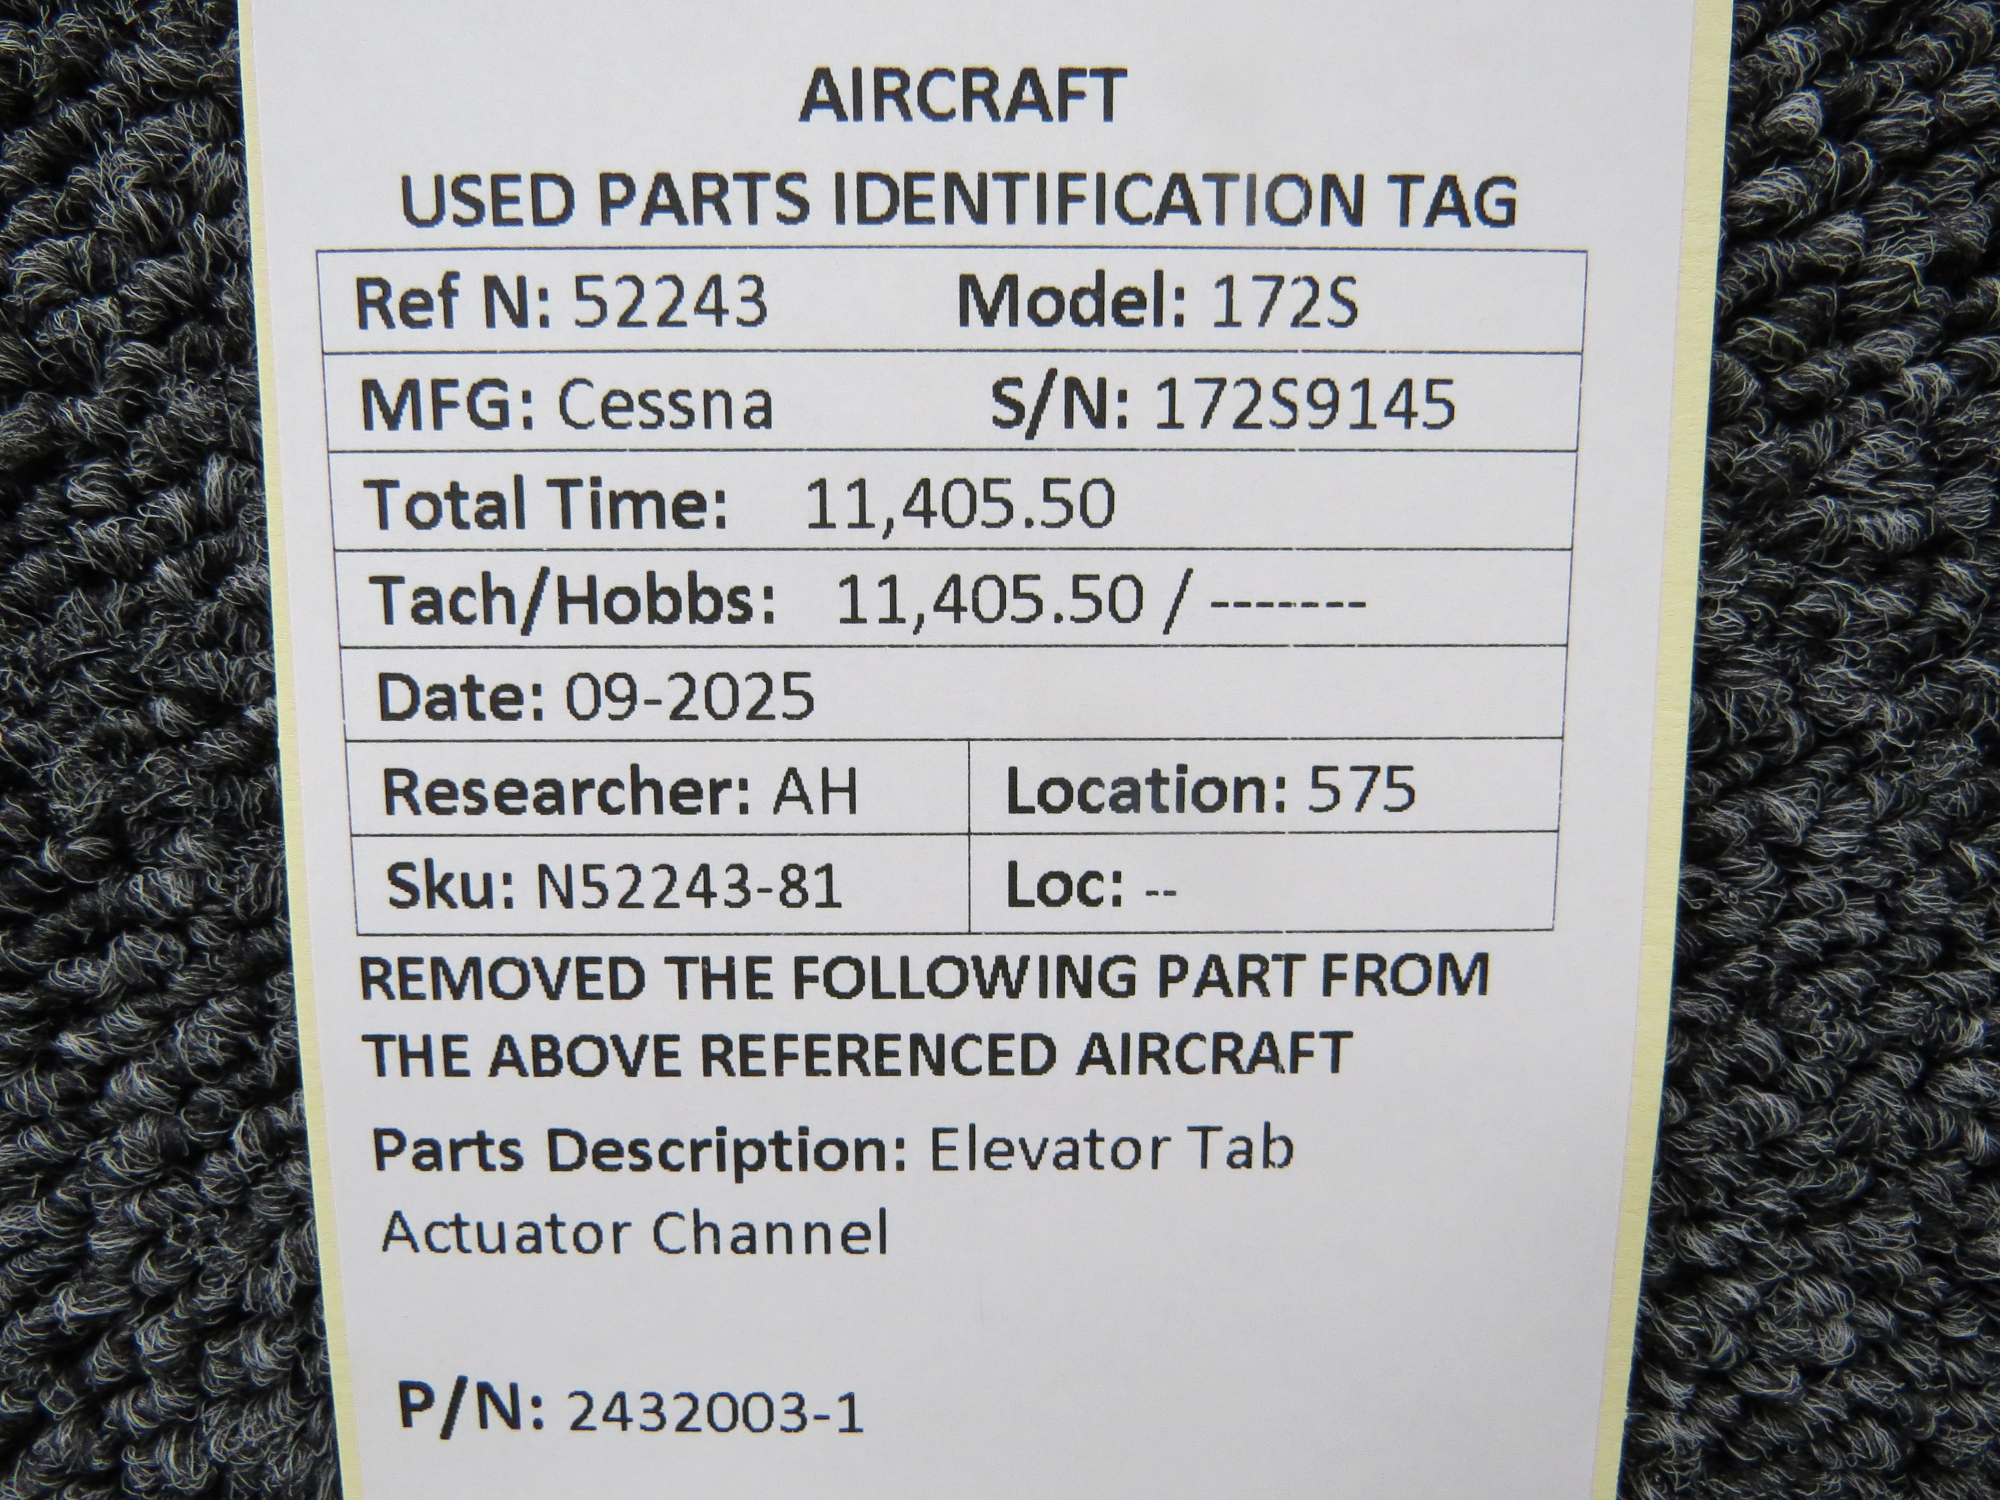 AIRCRAFT
USED PARTS IDENTIFICATION TAG
Ref N: 52243 Model: 172S
MFG: Cessna S/N: 172S9145
Total Time: 11,405.50
Tach/Hobbs: 11,405.50 / -------
Date: 09-2025
Researcher: AH Location: 575
Sku: N52243-81 Loc: --
REMOVED THE FOLLOWING PART FROM
THE ABOVE REFERENCED AIRCRAFT
Parts Description: Elevator Tab
Actuator Channel
P/N: 2432003-1